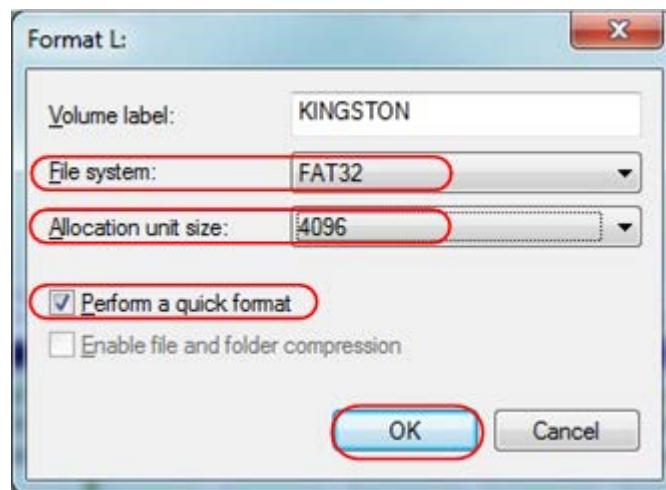 Format L:
Volume label: KINGSTON
File system: FAT32
Allocation unit size: 4096
Perform a quick format
Enable file and folder compression
OK Cancel